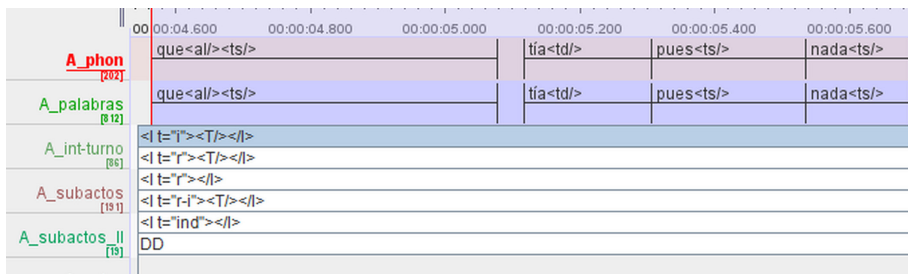 00:00:04.600 00:00:04.800 00:00:05.000 00:00:05.200 00:00:05.400 00:00:05.600
A_phon que<al/><ts/> tía<td/> pues<ts/> nada<ts/>
[202]
A_palabras que<al/><ts/> tía<td/> pues<ts/> nada<ts/>
[812]
<I t="i"><T/></I>
A_int-turno
[86]
<I t="r"><T/></I>
<I t="r"></I>
A_subactos
[191]
<I t="r-i"><T/></I>
<I t="ind"></I>
A_subactos_II
[19]
DD